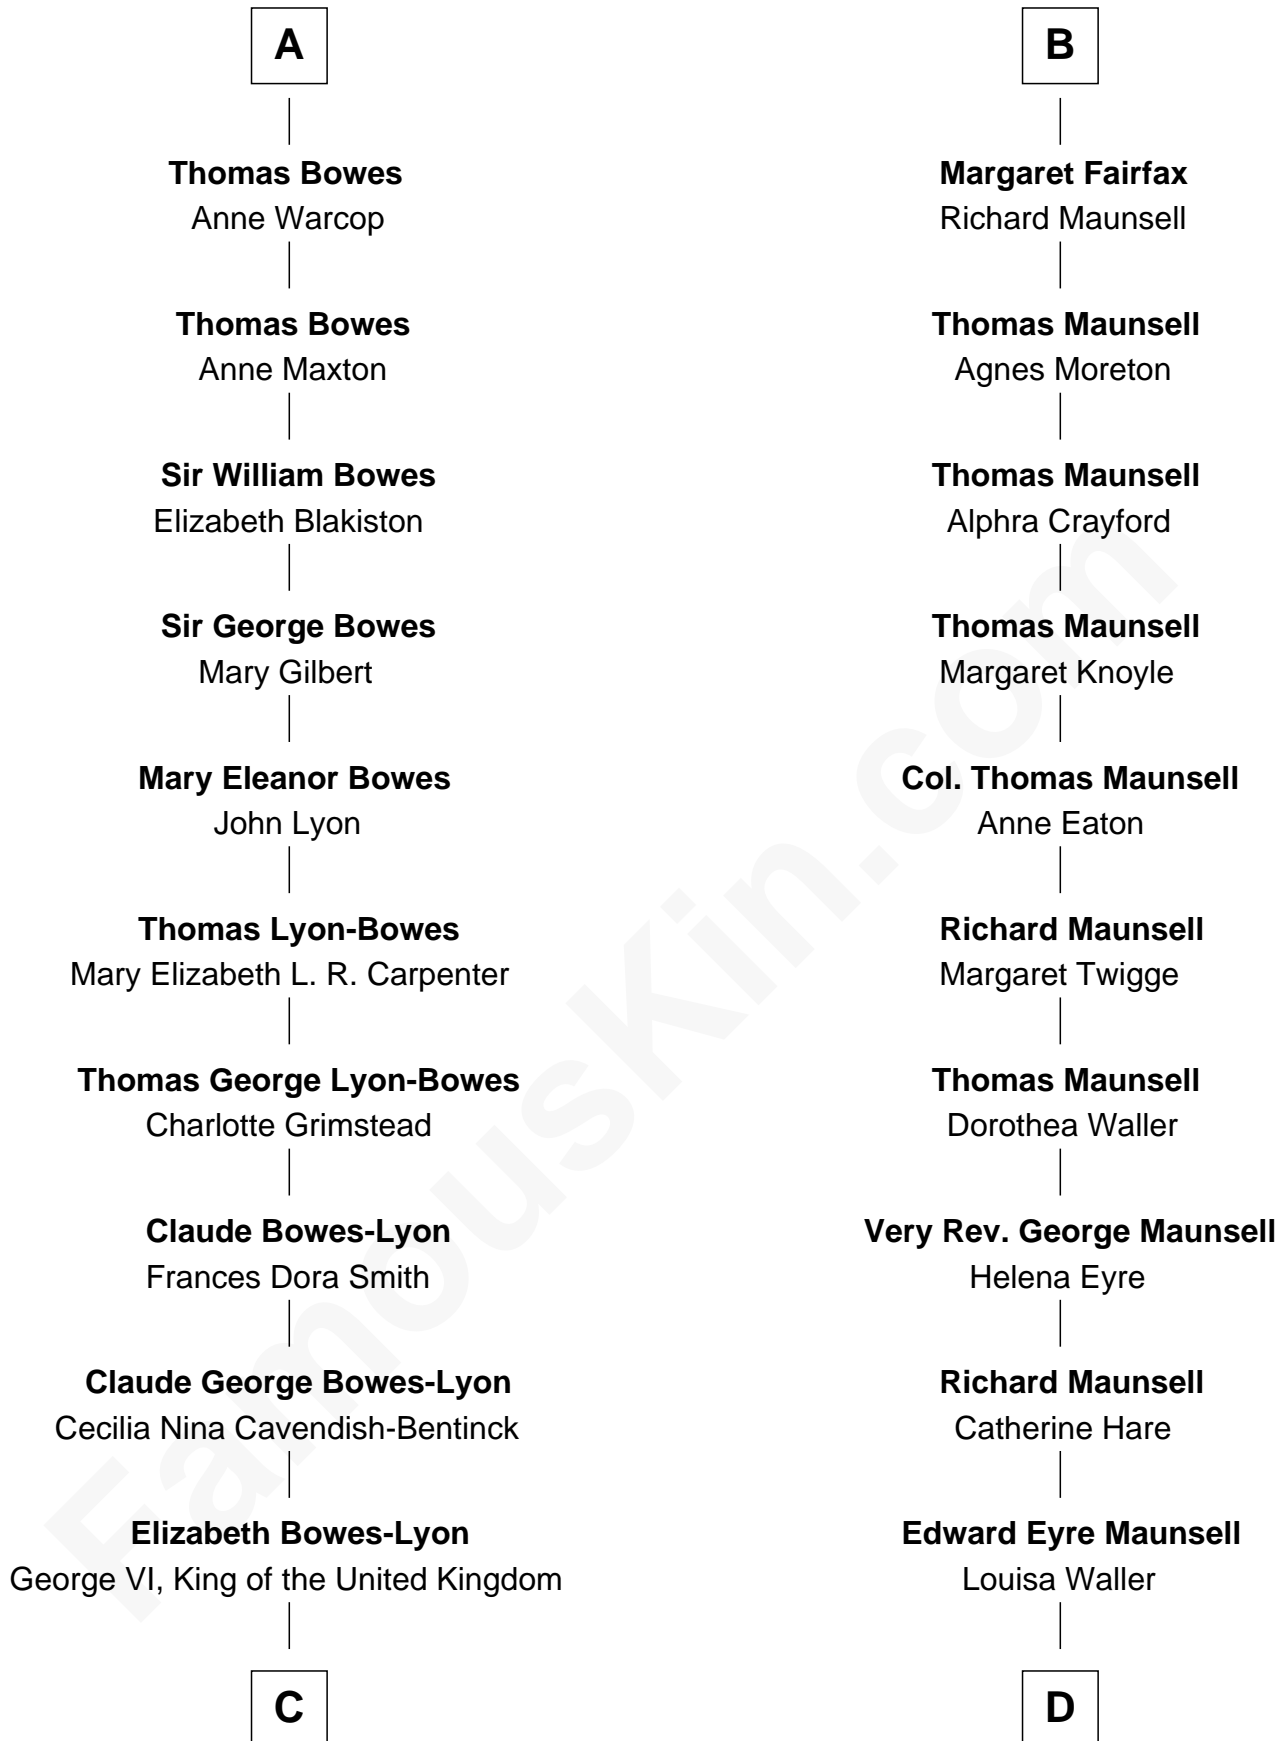 A
Thomas Bowes
Anne Warcop
Thomas Bowes
Anne Maxton
Sir William Bowes
Elizabeth Blakiston
Sir George Bowes
Mary Gilbert
Mary Eleanor Bowes
John Lyon
Thomas Lyon-Bowes
Mary Elizabeth L. R. Carpenter
Thomas George Lyon-Bowes
Charlotte Grimstead
Claude Bowes-Lyon
Frances Dora Smith
Claude George Bowes-Lyon
Cecilia Nina Cavendish-Bentinck
Elizabeth Bowes-Lyon
George VI, King of the United Kingdom
C
B
Margaret Fairfax
Richard Maunsell
Thomas Maunsell
Agnes Moreton
Thomas Maunsell
Alphra Crayford
Thomas Maunsell
Margaret Knoyle
Col. Thomas Maunsell
Anne Eaton
Richard Maunsell
Margaret Twigge
Thomas Maunsell
Dorothea Waller
Very Rev. George Maunsell
Helena Eyre
Richard Maunsell
Catherine Hare
Edward Eyre Maunsell
Louisa Waller
D
FamousKin.com